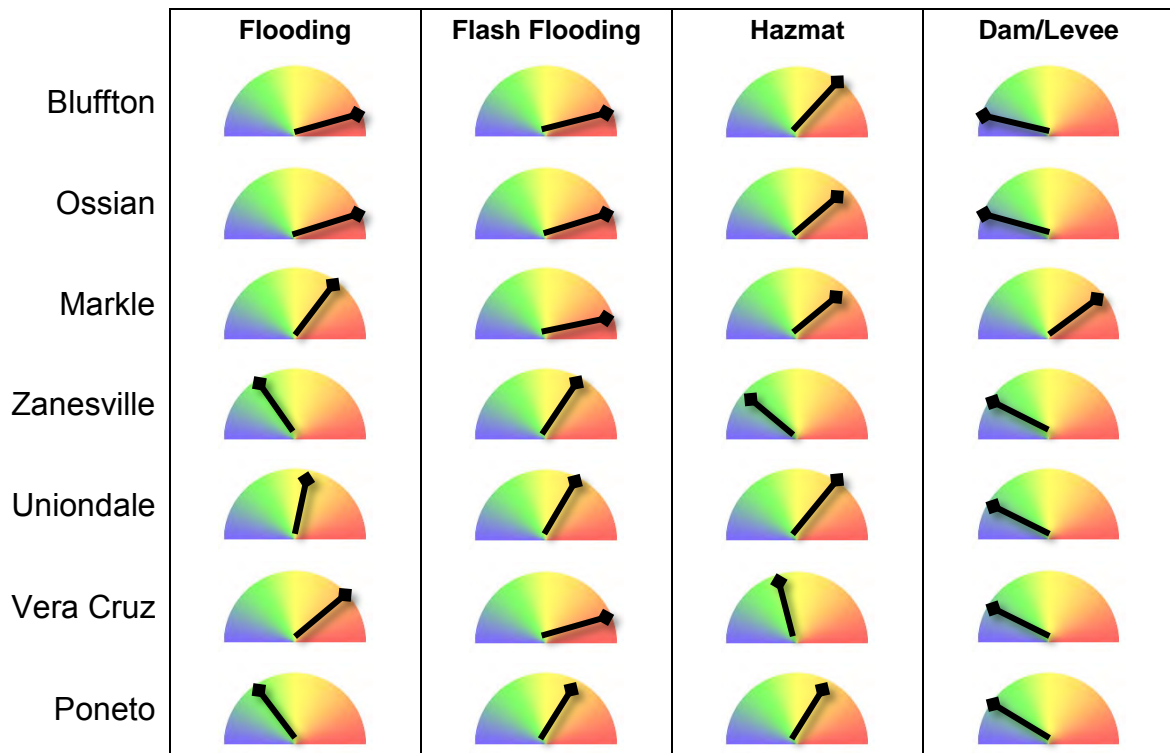 Flooding Flash Flooding Hazmat Dam/Levee
Bluffton
Ossian
Markle
Zanesville
Uniondale
Vera Cruz
Poneto